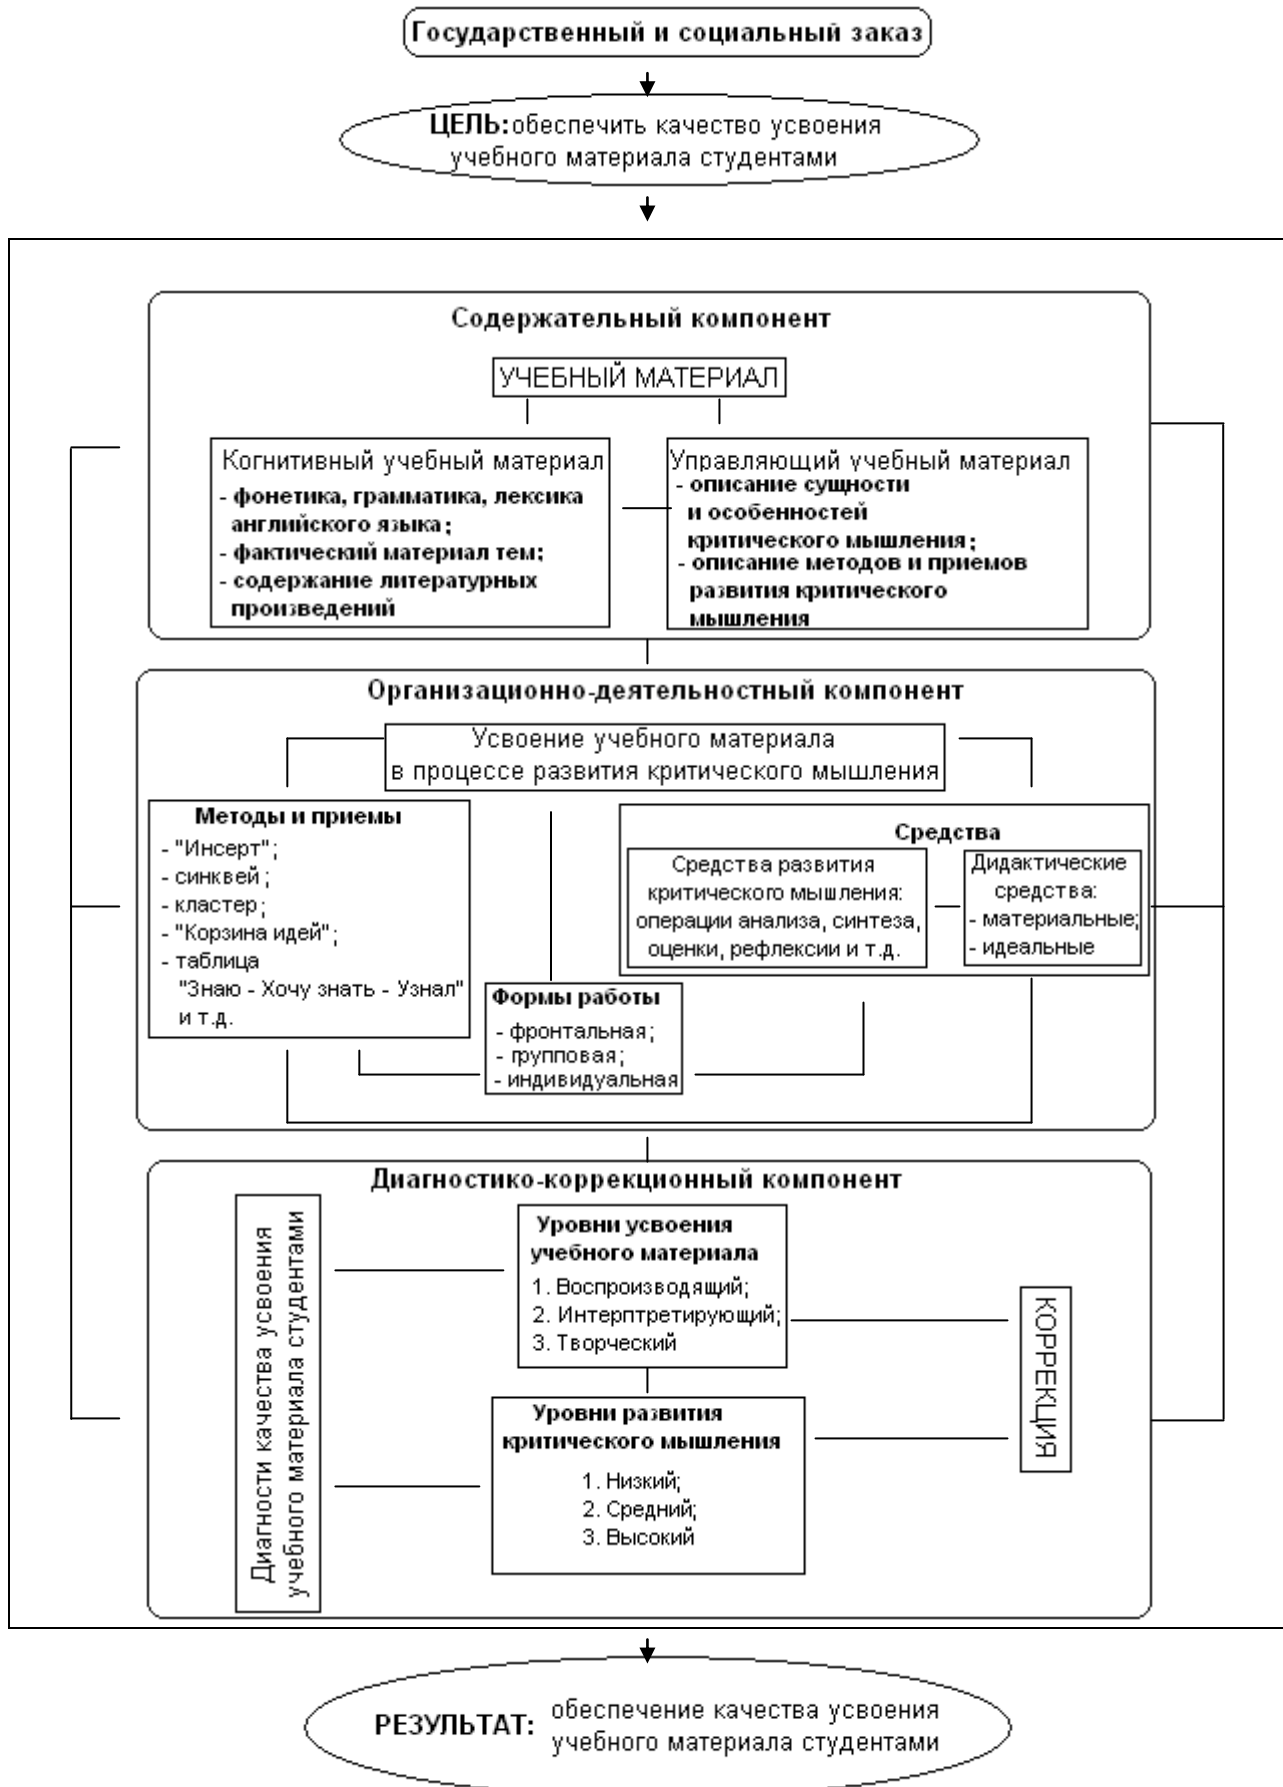 Государственный и социальный заказ
ЦЕЛЬ: обеспечить качество усвоения
учебного материала студентами
Содержательный компонент
УЧЕБНЫЙ МАТЕРИАЛ
Когнитивный учебный материал
- фонетика, грамматика, лексика
английского языка;
- фактический материал тем;
- содержание литературных
произведений
Управляющий учебный материал
- описание сущности
и особенностей
критического мышления;
- описание методов и приемов
развития критического
мышления
Организационно-деятельностный компонент
Усвоение учебного материала
в процессе развития критического мышления
Методы и приемы
- "Инсерт";
- синквей;
- кластер;
- "Корзина идей";
- таблица
"Знаю - Хочу знать - Узнал"
и т.д.
Средства
Средства развития
критического мышления:
операции анализа, синтеза,
оценки, рефлексии и т.д.
Дидактические
средства:
- материальные;
- идеальные
Формы работы
- фронтальная;
- групповая;
- индивидуальная
Диагностико-коррекционный компонент
Диагности качества усвоения
учебного материала студентами
Уровни усвоения
учебного материала
1. Воспроизводящий;
2. Интерптретирующий;
3. Творческий
Уровни развития
критического мышления
1. Низкий;
2. Средний;
3. Высокий
КОРРЕКЦИЯ
РЕЗУЛЬТАТ: обеспечение качества усвоения
учебного материала студентами